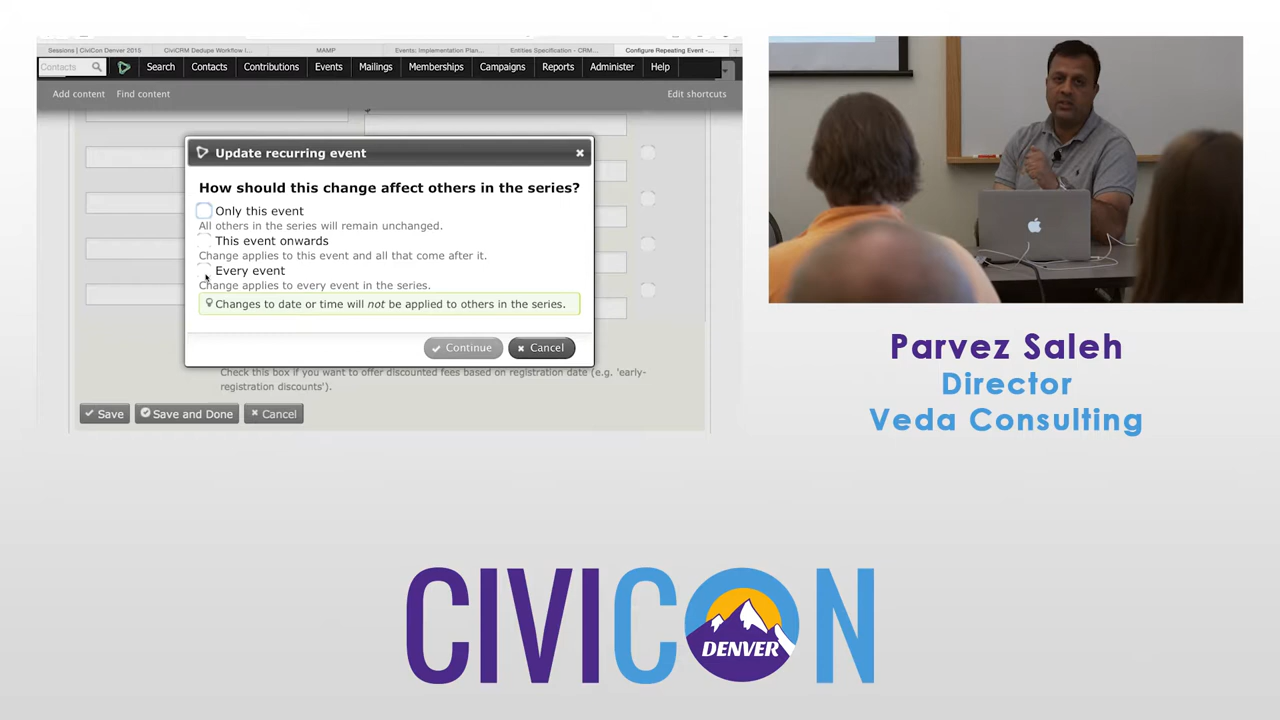 Sessions | CiviCon Denver 2015
CiviCRM Dedupe Workflow I...
MAMP
Events: Implementation Plan...
Entities Specification - CRM...
Configure Repeating Event -...
Contacts
Search
Contacts
Contributions
Events
Mailings
Memberships
Campaigns
Reports
Administer
Help
Add content
Find content
Edit shortcuts
Update recurring event
How should this change affect others in the series?
Only this event
All others in the series will remain unchanged.
This event onwards
Change applies to this event and all that come after it.
Every event
Change applies to every event in the series.
Changes to date or time will not be applied to others in the series.
Continue
Cancel
Check this box if you want to offer discounted fees based on registration date (e.g. 'early-
registration discounts').
Save
Save and Done
Cancel
Parvez Saleh
Director
Veda Consulting
CIVICON
DENVER